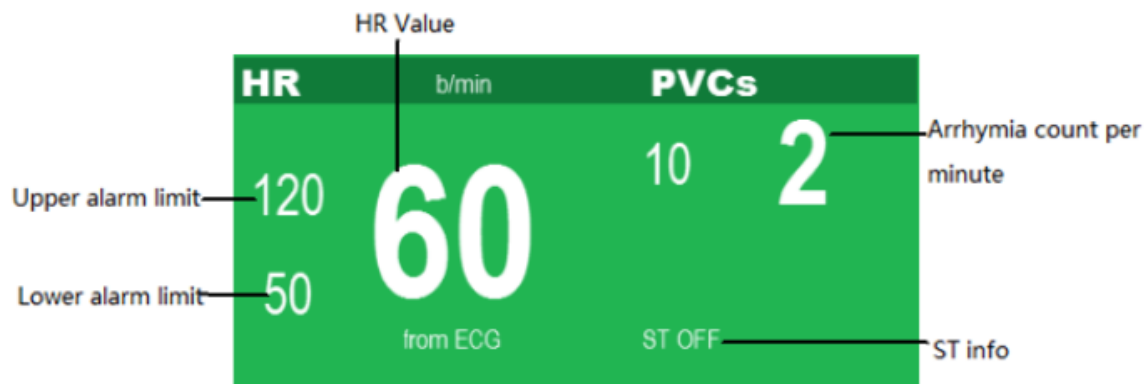 HR Value
HR b/min PVCs
Arrhymia count per
minute
10 2
Upper alarm limit 120
60
Lower alarm limit 50
from ECG ST OFF
ST info